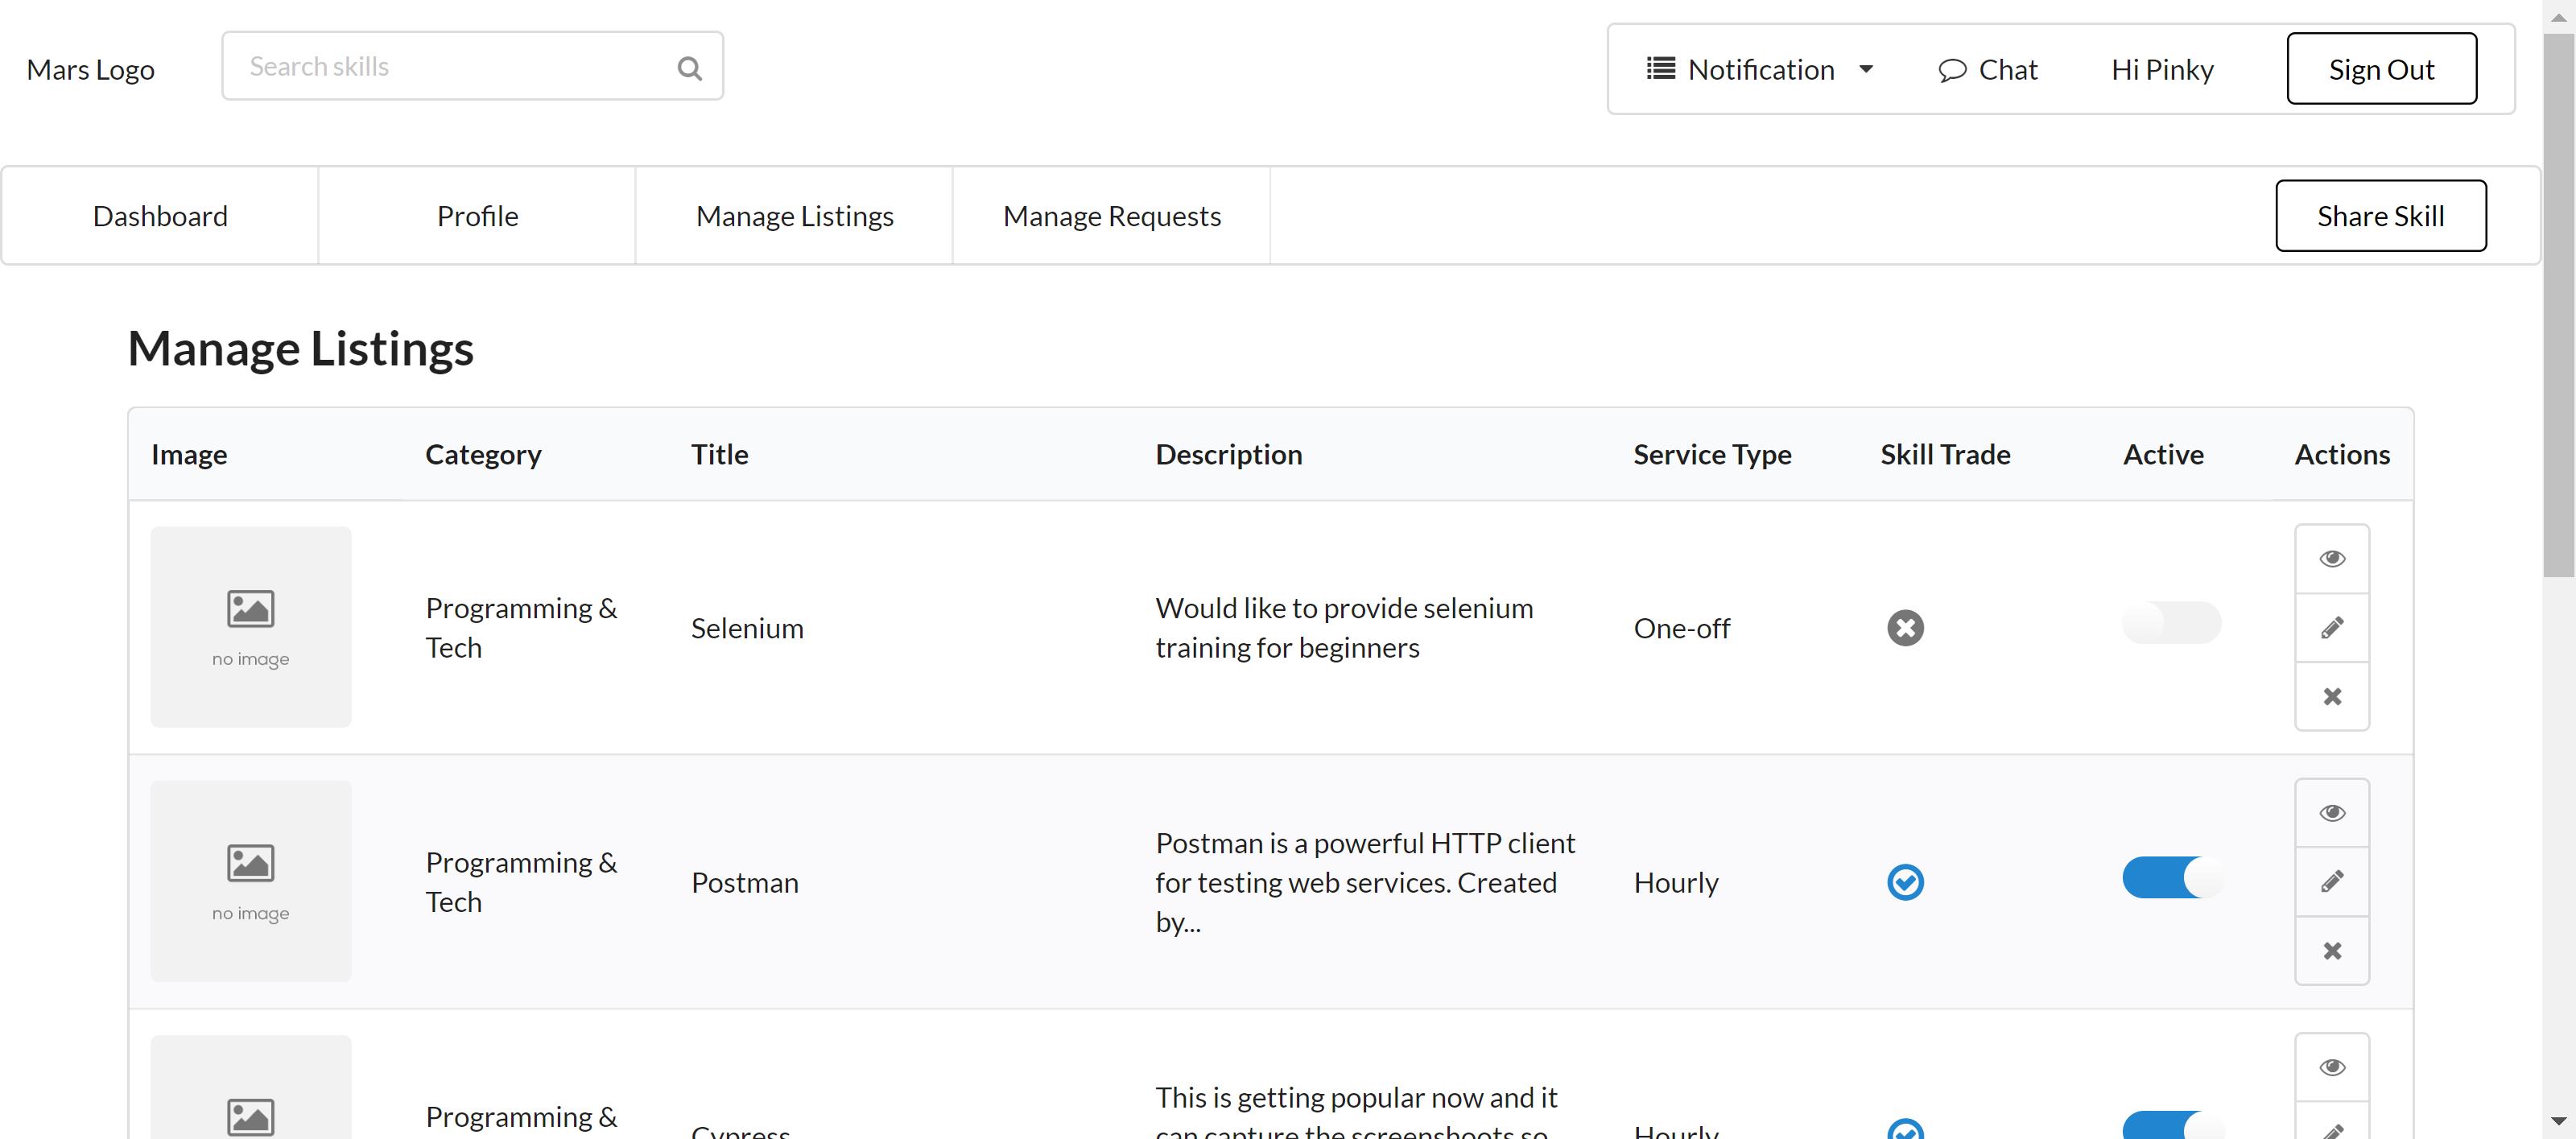 Mars Logo
Search skills
Notification
Chat
Hi Pinky
Sign Out
Dashboard
Profile
Manage Listings
Manage Requests
Share Skill
Manage Listings
Image
Category
Title
Description
Service Type
Skill Trade
Active
Actions
no image
Programming &
Tech
Selenium
Would like to provide selenium
training for beginners
One-off
no image
Programming &
Tech
Postman
Postman is a powerful HTTP client
for testing web services. Created
by...
Hourly
Programming &
Cypress
This is getting popular now and it
can capture the screenshoots so
Hourly